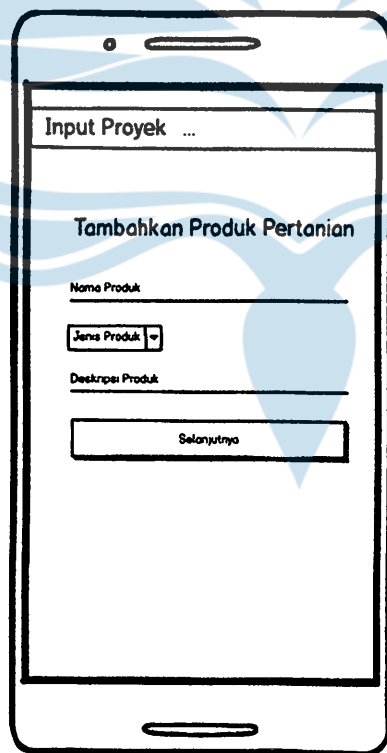 Input Proyek ...
Tambahkan Produk Pertanian
Nama Produk
Jenis Produk
Deskripsi Produk
Selanjutnya